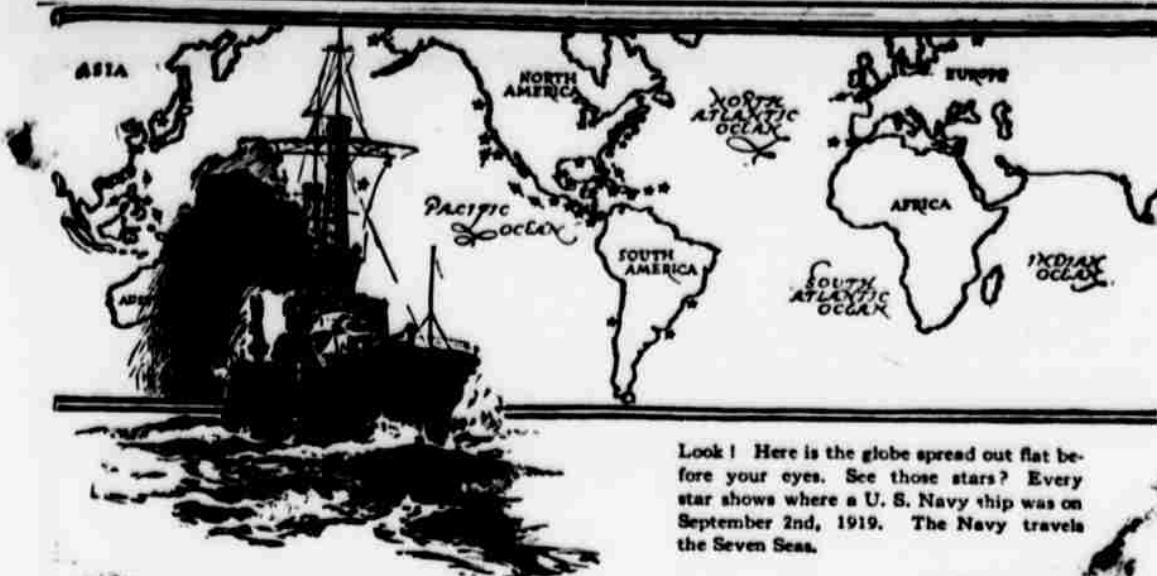 ASIA
NORTH
AMERICA
NORTH
ATLANTIC
OCEAN
EUROPE
PACIFIC
OCEAN
AFRICA
SOUTH
AMERICA
INDIAN
OCEAN
SOUTH
ATLANTIC
OCEAN
Look! Here is the globe spread out flat be-
fore your eyes. See those stars? Every
star shows where a U. S. Navy ship was on
September 2nd, 1919. The Navy travels
the Seven Seas.